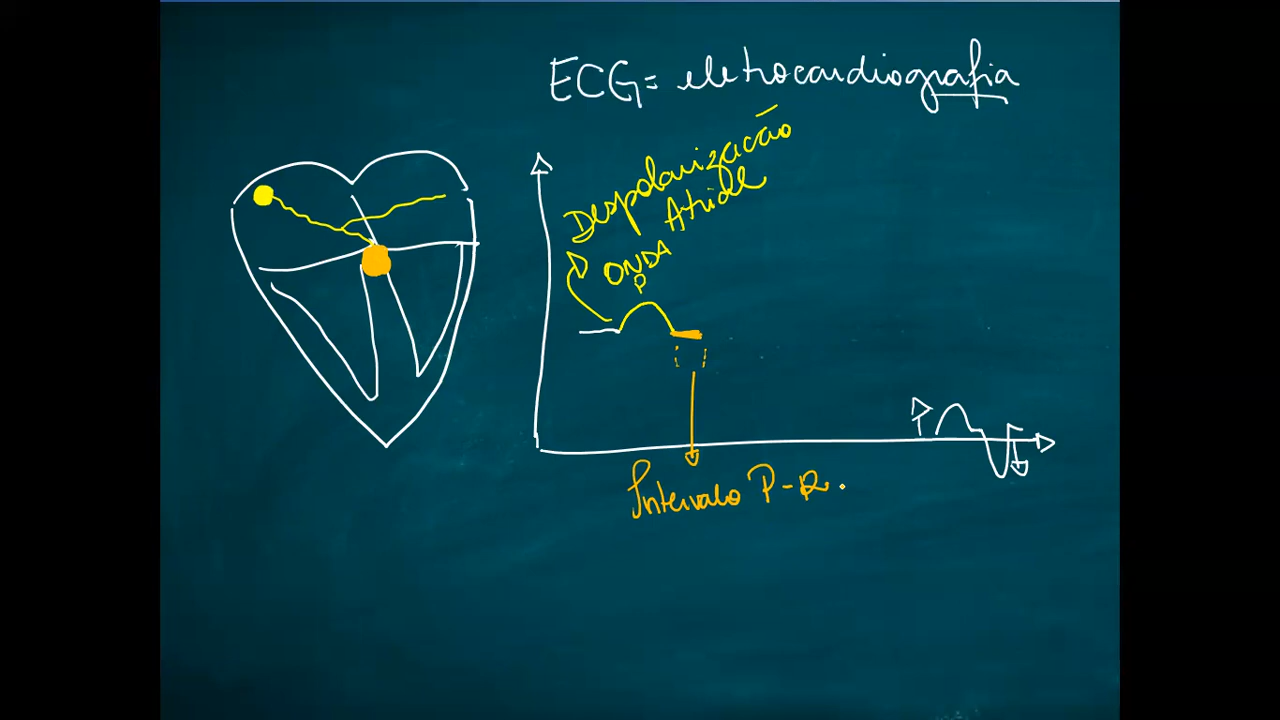 ECG= eletrocardiografia
Despolarização
Atrial
ONDA
P
Intervalo P-R.